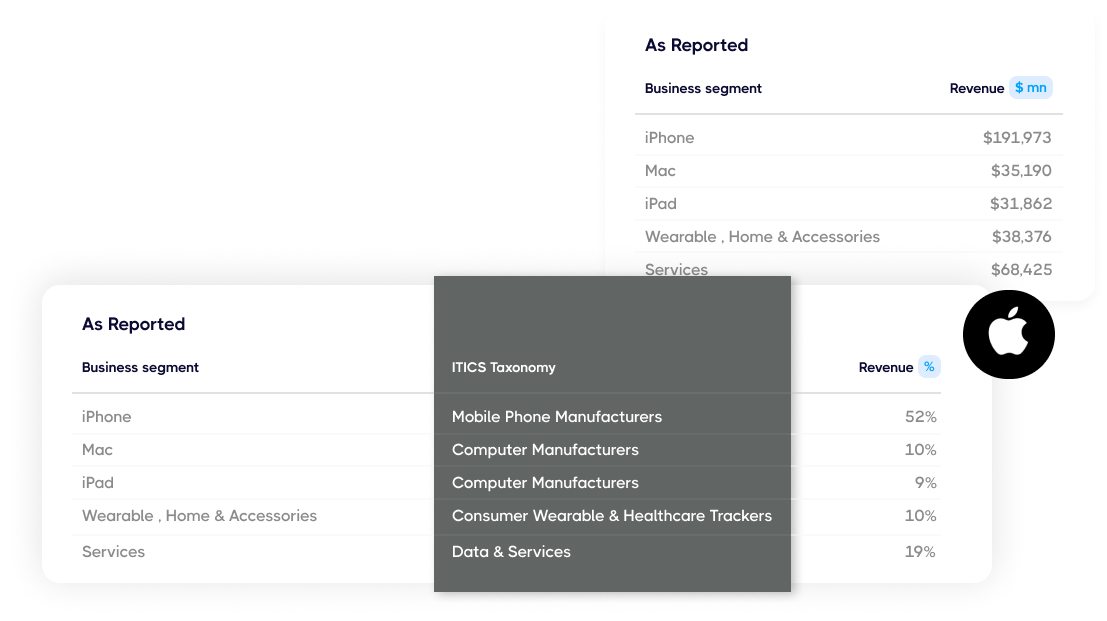 As Reported
Business segment Revenue $ mn
iPhone $191,973
Mac $35,190
iPad $31,862
Wearable , Home & Accessories $38,376
Services $68,425
As Reported
Business segment ITICS Taxonomy Revenue %
iPhone Mobile Phone Manufacturers 52%
Mac Computer Manufacturers 10%
iPad Computer Manufacturers 9%
Wearable , Home & Accessories Consumer Wearable & Healthcare Trackers 10%
Services Data & Services 19%